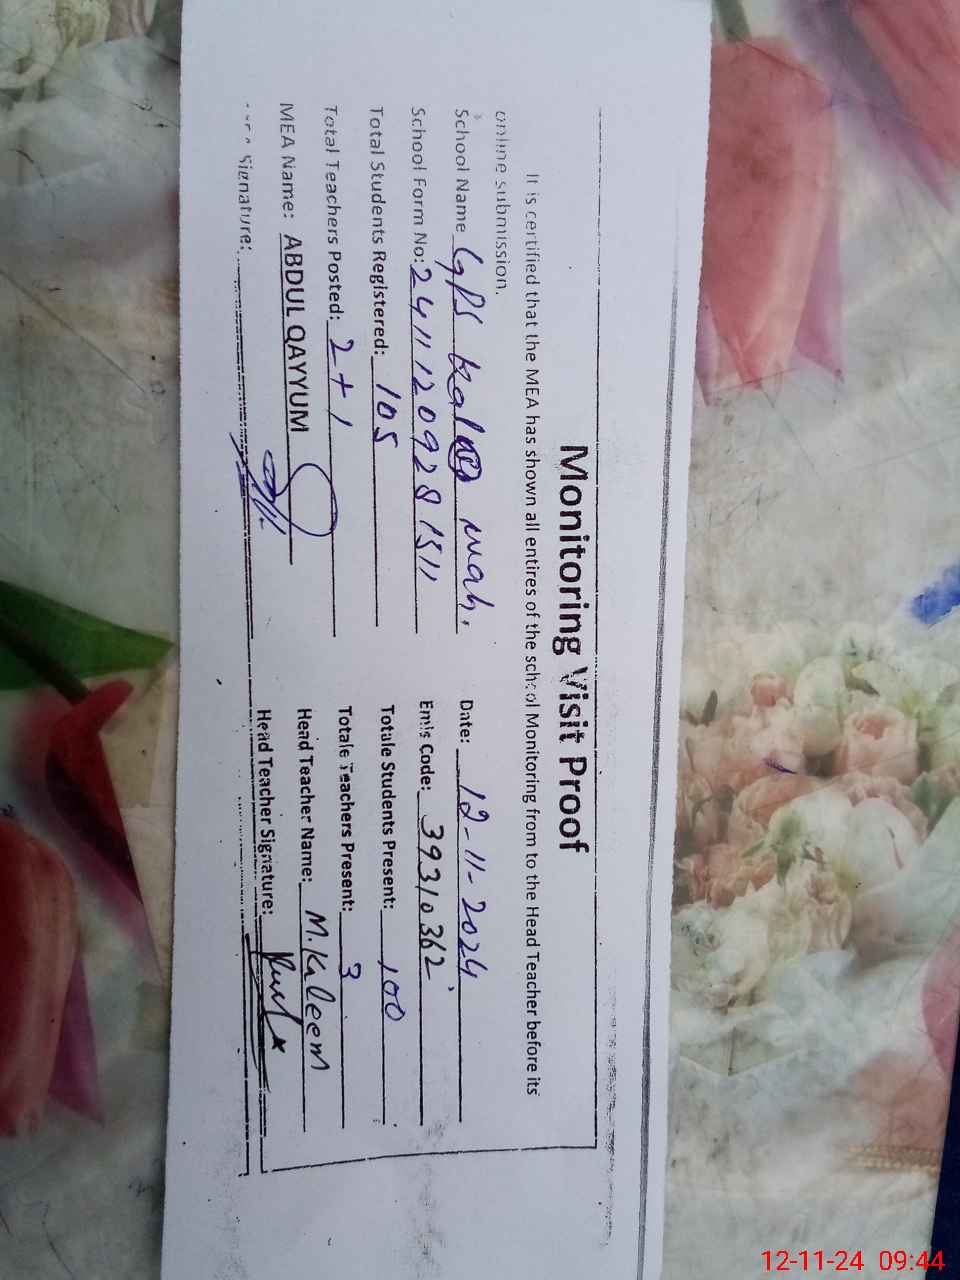 Monitoring Visit Proof
It is certified that the MEA has shown all entires of the school Monitoring from to the Head Teacher before its
online submission.
School Name GPS wah. Date: 12-11-2024
School Form No: 2411120928 1511 Emis Code: 39310362
Total Students Registered: 105 Totale Students Present: 100
Total Teachers Posted: 2+1 Totale Teachers Present: 3
MEA Name: ABDUL QAYYUM Head Teacher Name: M. Kaleem
Signature: Head Teacher Signature:
12-11-24 09:44